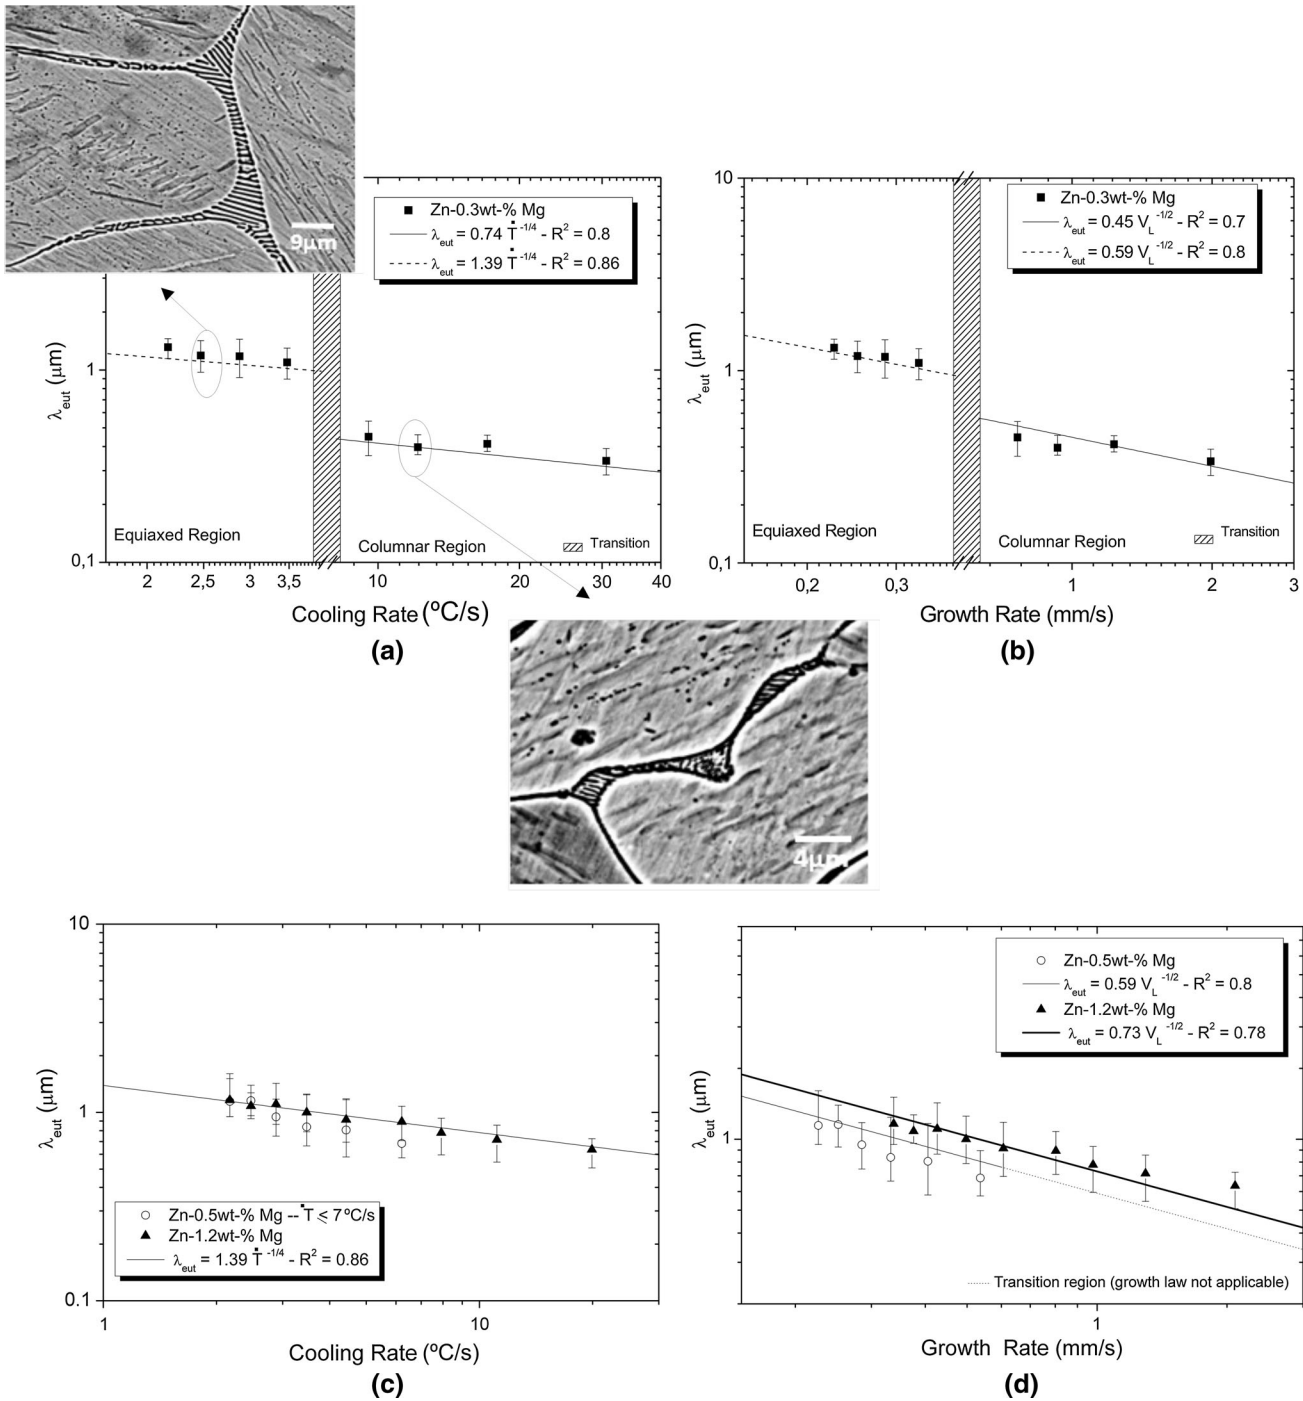 9μm
Zn-0.3wt-% Mg
λeut = 0.74 Ṫ -1/4 - R2 = 0.8
λeut = 1.39 Ṫ -1/4 - R2 = 0.86
λeut (μm)
1
0,1
Equiaxed Region
Columnar Region
Transition
2 2,5 3 3,5 10 20 30 40
Cooling Rate (ºC/s)
(a)
10
Zn-0.3wt-% Mg
λeut = 0.45 VL -1/2 - R2 = 0.7
λeut = 0.59 VL -1/2 - R2 = 0.8
λeut (μm)
1
0,1
Equiaxed Region
Columnar Region
Transition
0,2 0,3 1 2 3
Growth Rate (mm/s)
(b)
4μm
10
λeut (μm)
1
0.1
Zn-0.5wt-% Mg -- Ṫ ≤ 7ºC/s
Zn-1.2wt-% Mg
λeut = 1.39 Ṫ -1/4 - R2 = 0.86
1 10
Cooling Rate (ºC/s)
(c)
Zn-0.5wt-% Mg
λeut = 0.59 VL -1/2 - R2 = 0.8
Zn-1.2wt-% Mg
λeut = 0.73 VL -1/2 - R2 = 0.78
λeut (μm)
1
Transition region (growth law not applicable)
1
Growth Rate (mm/s)
(d)